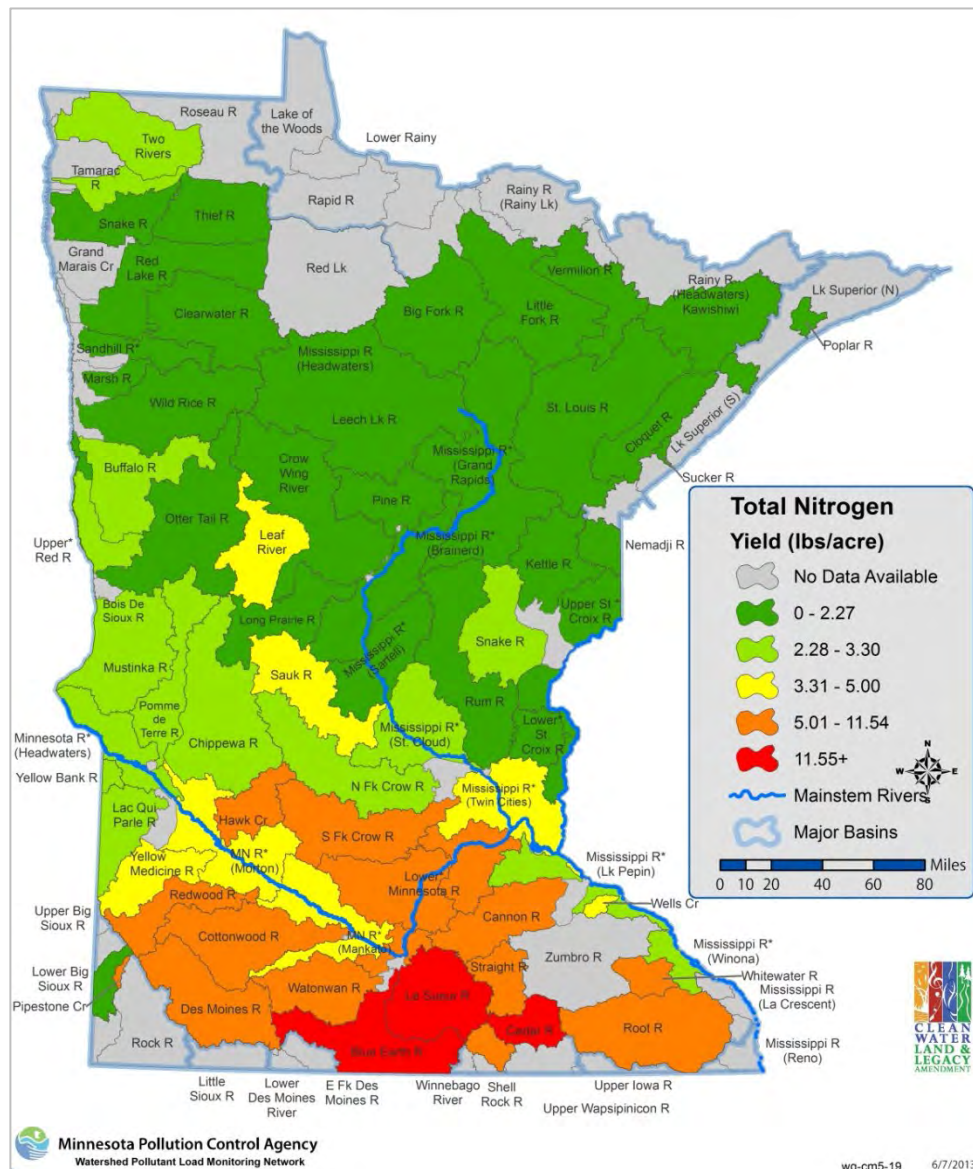 Roseau R
Lake of
the Woods
Lower Rainy
Two
Rivers
Tamarac
R
Rapid R
Rainy R
(Rainy Lk)
Snake R
Thief R
Grand
Marais Cr
Red
Lake R
Red Lk
Vermilion R
Rainy R
(Headwaters)
Kawishiwi
Lk Superior (N)
Clearwater R
Big Fork R
Little
Fork R
Poplar R
Sandhill R*
Mississippi R
(Headwaters)
Marsh R
Wild Rice R
Leech Lk R
St. Louis R
Cloquet R
Lk Superior (S)
Buffalo R
Crow
Wing
River
Mississippi R*
(Grand
Rapids)
Sucker R
Pine R
Otter Tail R
Leaf
River
Upper*
Red R
Mississippi R*
(Brainerd)
Kettle R
Nemadji R
Bois De
Sioux R
Long Prairie R
Upper St *
Croix R
Mustinka R
Mississippi R*
(Sartell)
Snake R
Sauk R
Pomme
de
Terre R
Rum R
Minnesota R*
(Headwaters)
Chippewa R
Mississippi R*
(St. Cloud)
Lower*
St
Croix R
Yellow Bank R
N Fk Crow R
Mississippi R*
(Twin Cities)
Lac Qui
Parle R
Hawk Cr
S Fk Crow R
Yellow
Medicine R
MN R*
(Morton)
Lower
Minnesota R
Mississippi R*
(Lk Pepin)
Redwood R
Wells Cr
Upper Big
Sioux R
Cottonwood R
MN R*
(Mankato)
Cannon R
Zumbro R
Mississippi R*
(Winona)
Lower Big
Sioux R
Straight R
Whitewater R
Pipestone Cr
Watonwan R
Mississippi R
(La Crescent)
Des Moines R
Le Sueur R
Cedar R
Root R
Rock R
Blue Earth R
Mississippi R
(Reno)
Little
Sioux R
Lower
Des Moines
River
E Fk Des
Moines R
Winnebago
River
Shell
Rock R
Upper Iowa R
Upper Wapsipinicon R
Total Nitrogen
Yield (lbs/acre)
No Data Available
0 - 2.27
2.28 - 3.30
3.31 - 5.00
5.01 - 11.54
11.55+
N
W E
S
Mainstem Rivers
Major Basins
Miles
0 10 20 40 60 80
CLEAN
WATER
LAND &
LEGACY
AMENDMENT
Minnesota Pollution Control Agency
Watershed Pollutant Load Monitoring Network
wq-cm5-19 6/7/2013